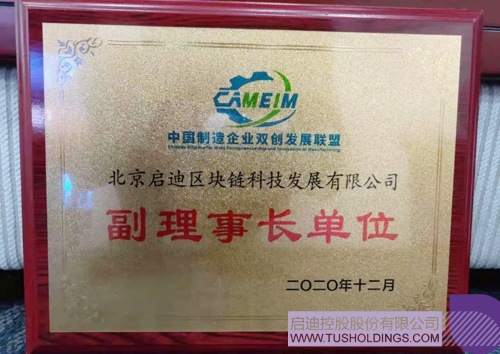 CAMEIM
中国制造企业双创发展联盟
北京启迪区块链科技发展有限公司
副理事长单位
二〇二〇年十二月
启迪控股股份有限公司
WWW.TUSHOLDINGS.COM